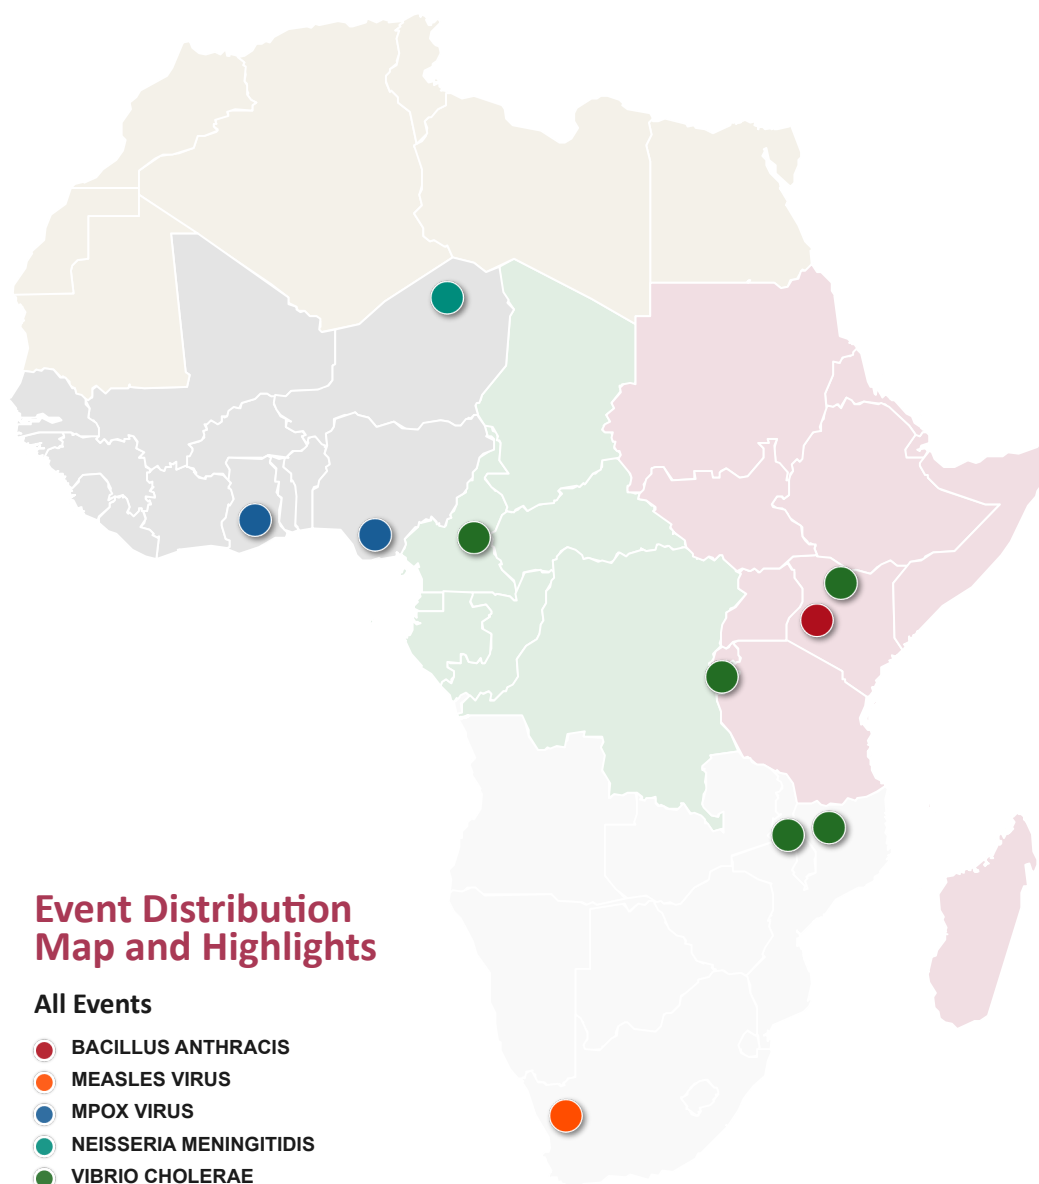 Event Distribution
Map and Highlights
All Events
BACILLUS ANTHRACIS
MEASLES VIRUS
MPOX VIRUS
NEISSERIA MENINGITIDIS
VIBRIO CHOLERAE